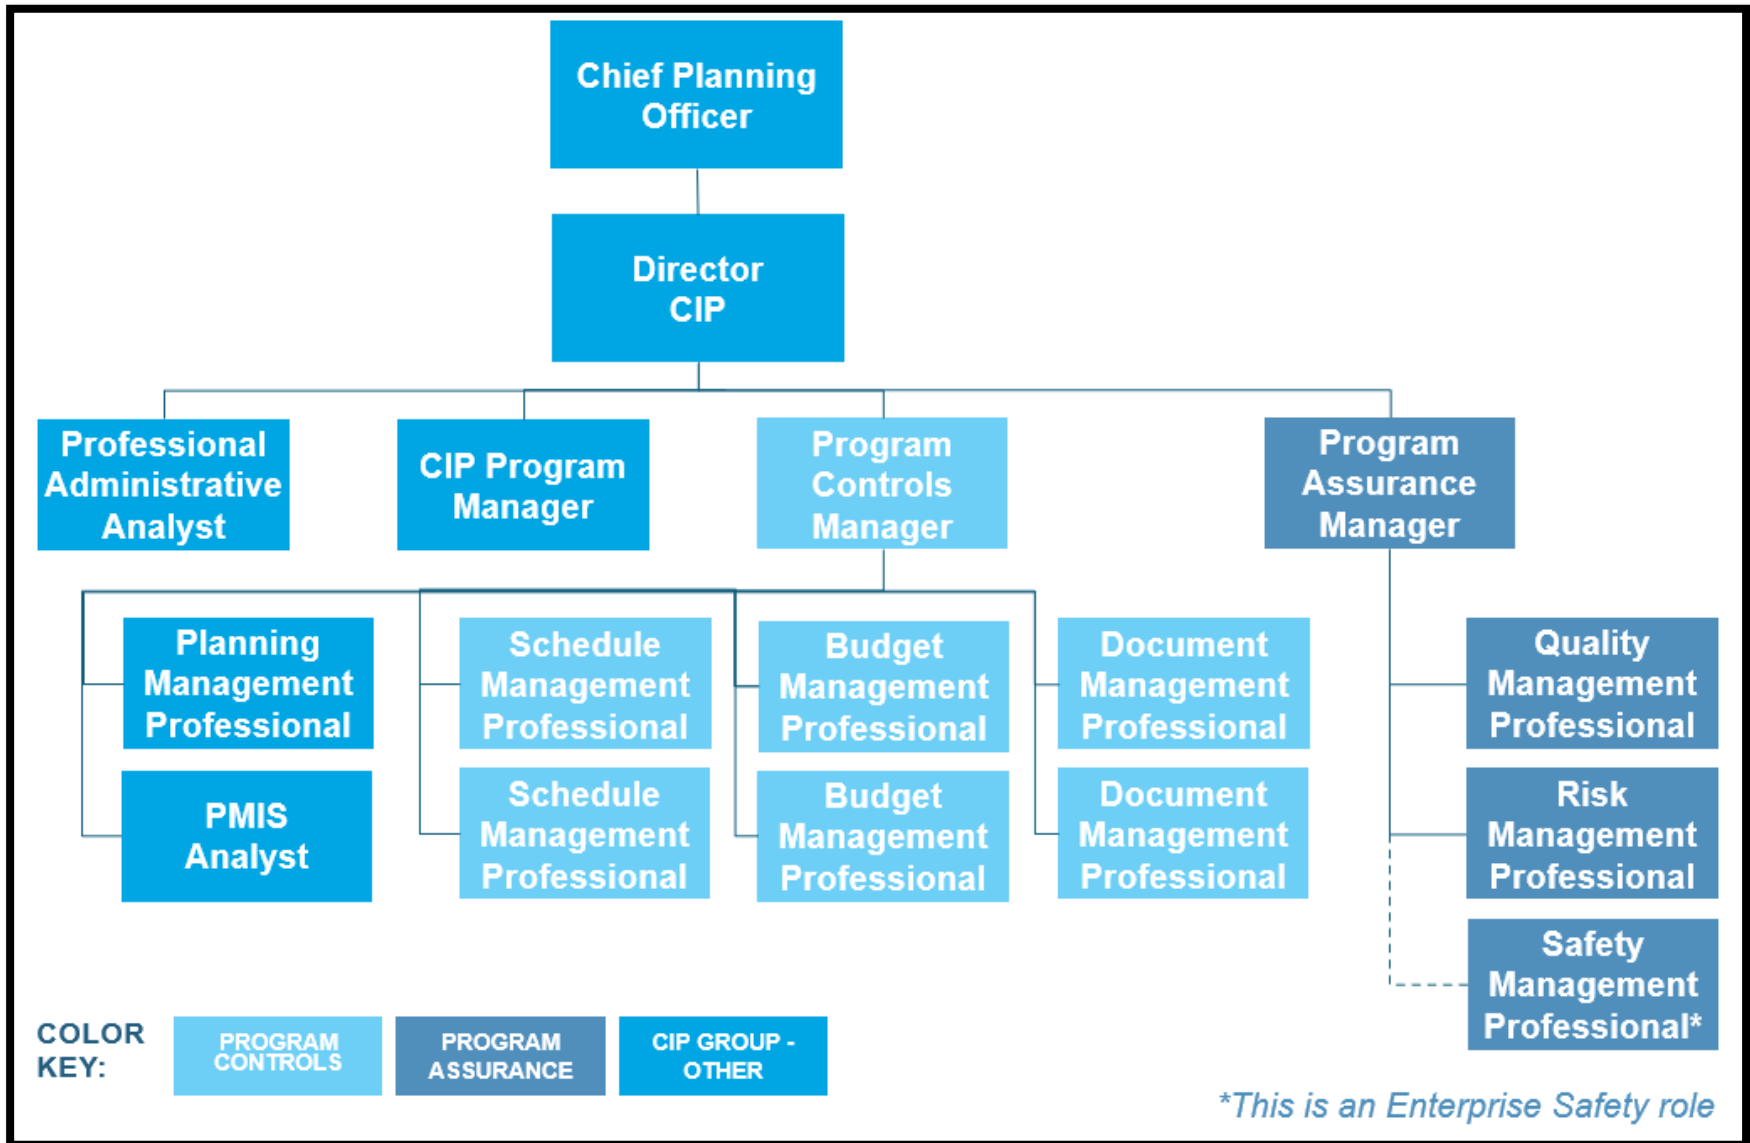 Chief Planning
Officer
Director
CIP
Professional
Administrative
Analyst
CIP Program
Manager
Program
Controls
Manager
Program
Assurance
Manager
Planning
Management
Professional
Schedule
Management
Professional
Budget
Management
Professional
Document
Management
Professional
Quality
Management
Professional
PMIS
Analyst
Schedule
Management
Professional
Budget
Management
Professional
Document
Management
Professional
Risk
Management
Professional
Safety
Management
Professional*
COLOR
KEY:
PROGRAM
CONTROLS
PROGRAM
ASSURANCE
CIP GROUP -
OTHER
*This is an Enterprise Safety role